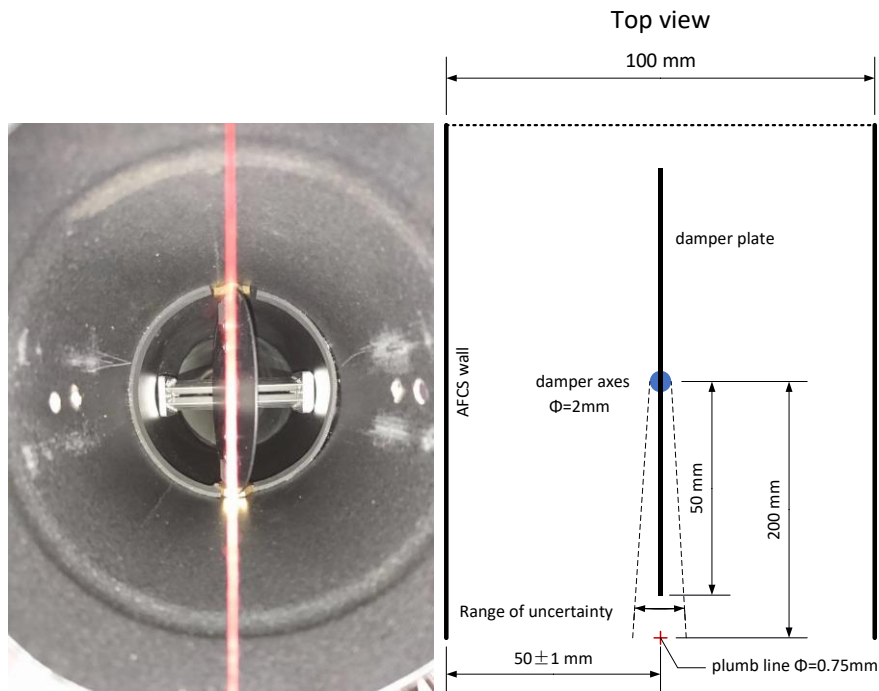 Top view
100 mm
damper plate
AFCS wall
damper axes
Φ=2mm
50 mm
200 mm
Range of uncertainty
50±1 mm
plumb line Φ=0.75mm